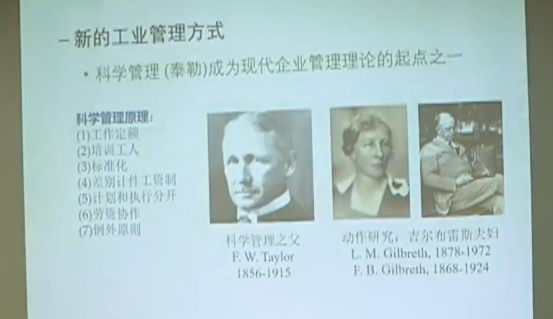 – 新的工业管理方式
• 科学管理 (泰勒)成为现代企业管理理论的起点之一
科学管理原理：
(1)工作定额
(2)培训工人
(3)标准化
(4)差别计件工资制
(5)计划和执行分开
(6)劳资协作
(7)例外原则
科学管理之父
F. W. Taylor
1856-1915
动作研究：吉尔布雷斯夫妇
L. M. Gilbreth, 1878-1972
F. B. Gilbreth, 1868-1924